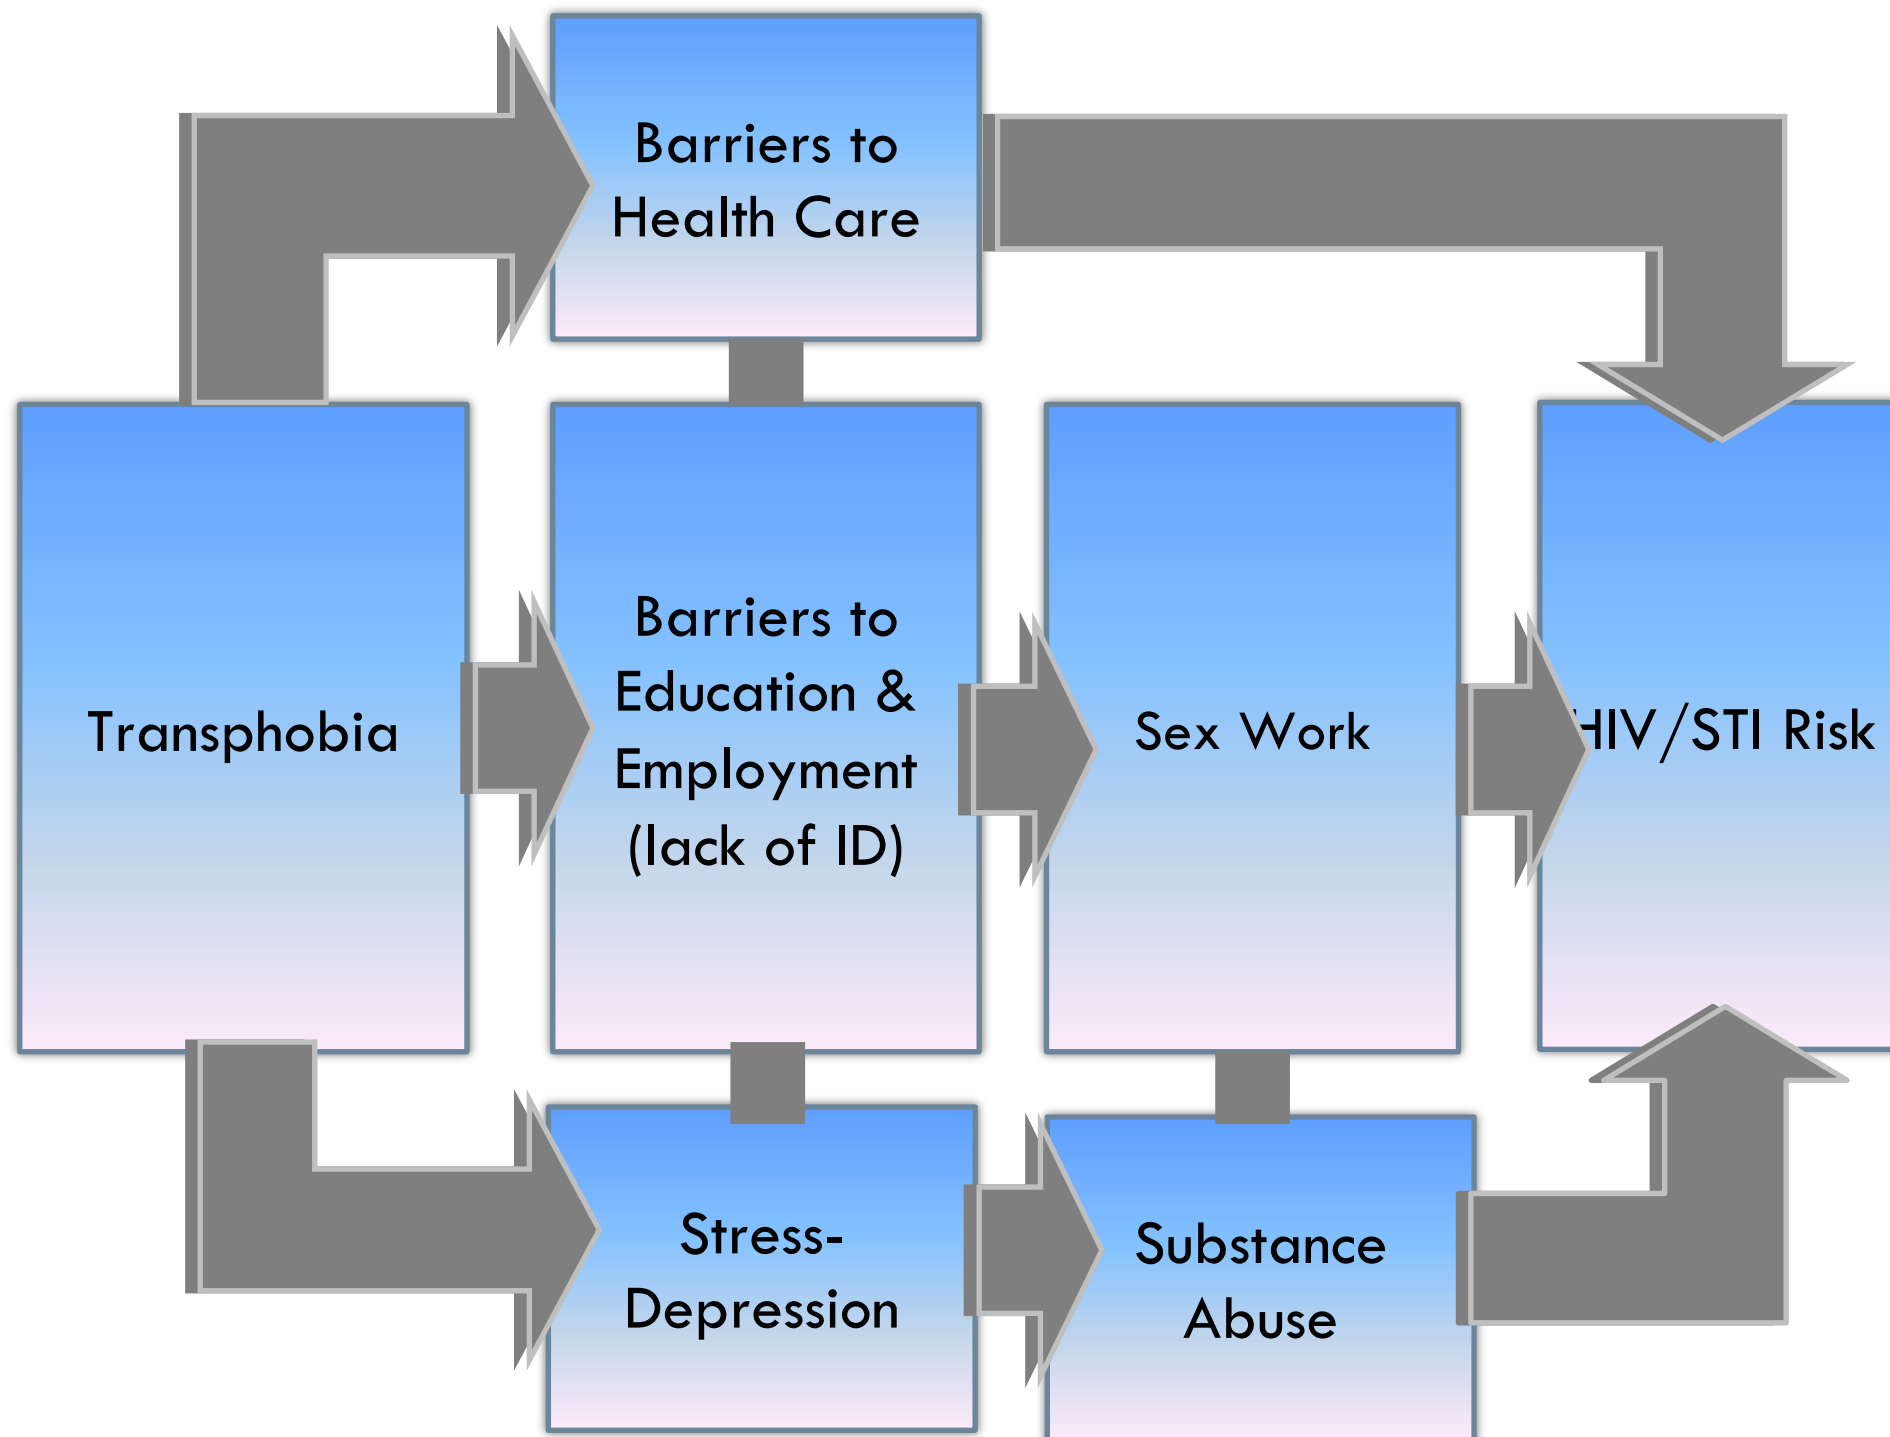 Barriers to
Health Care
Transphobia
Barriers to
Education &
Employment
(lack of ID)
Sex Work
HIV/STI Risk
Stress-
Depression
Substance
Abuse